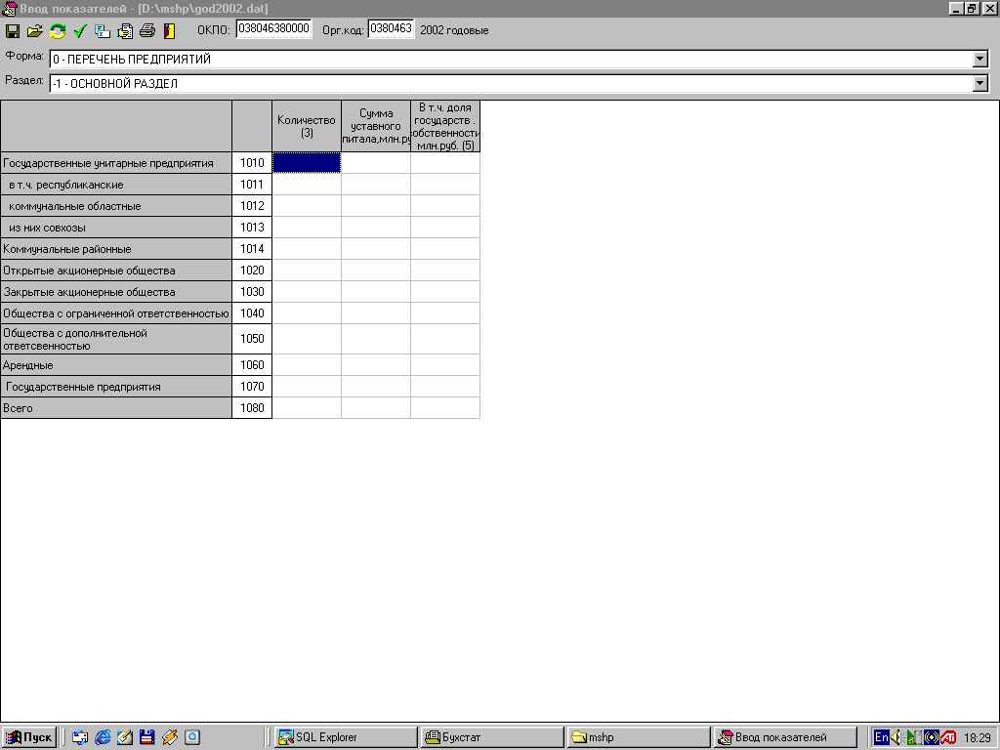 Ввод показателей - [D:\mshp\god2002.dat]
ОКПО: 038046380000 Орг.код: 0380463 2002 годовые
Форма: 0 - ПЕРЕЧЕНЬ ПРЕДПРИЯТИЙ
Раздел: -1 - ОСНОВНОЙ РАЗДЕЛ
Количество
(3)
Сумма
уставного
питала,млн.ру
В т.ч. доля
государств .
собственности
млн.руб. (5)
Государственные унитарные предприятия 1010
в т.ч. республиканские 1011
коммунальные областные 1012
из них совхозы 1013
Коммунальные районные 1014
Открытые акционерные общества 1020
Закрытые акционерные общества 1030
Общества с ограниченной ответственностью 1040
Общества с дополнительной
ответсвенностью 1050
Арендные 1060
Государственные предприятия 1070
Всего 1080
Пуск SQL Explorer Бухстат mshp Ввод показателей En 18:29